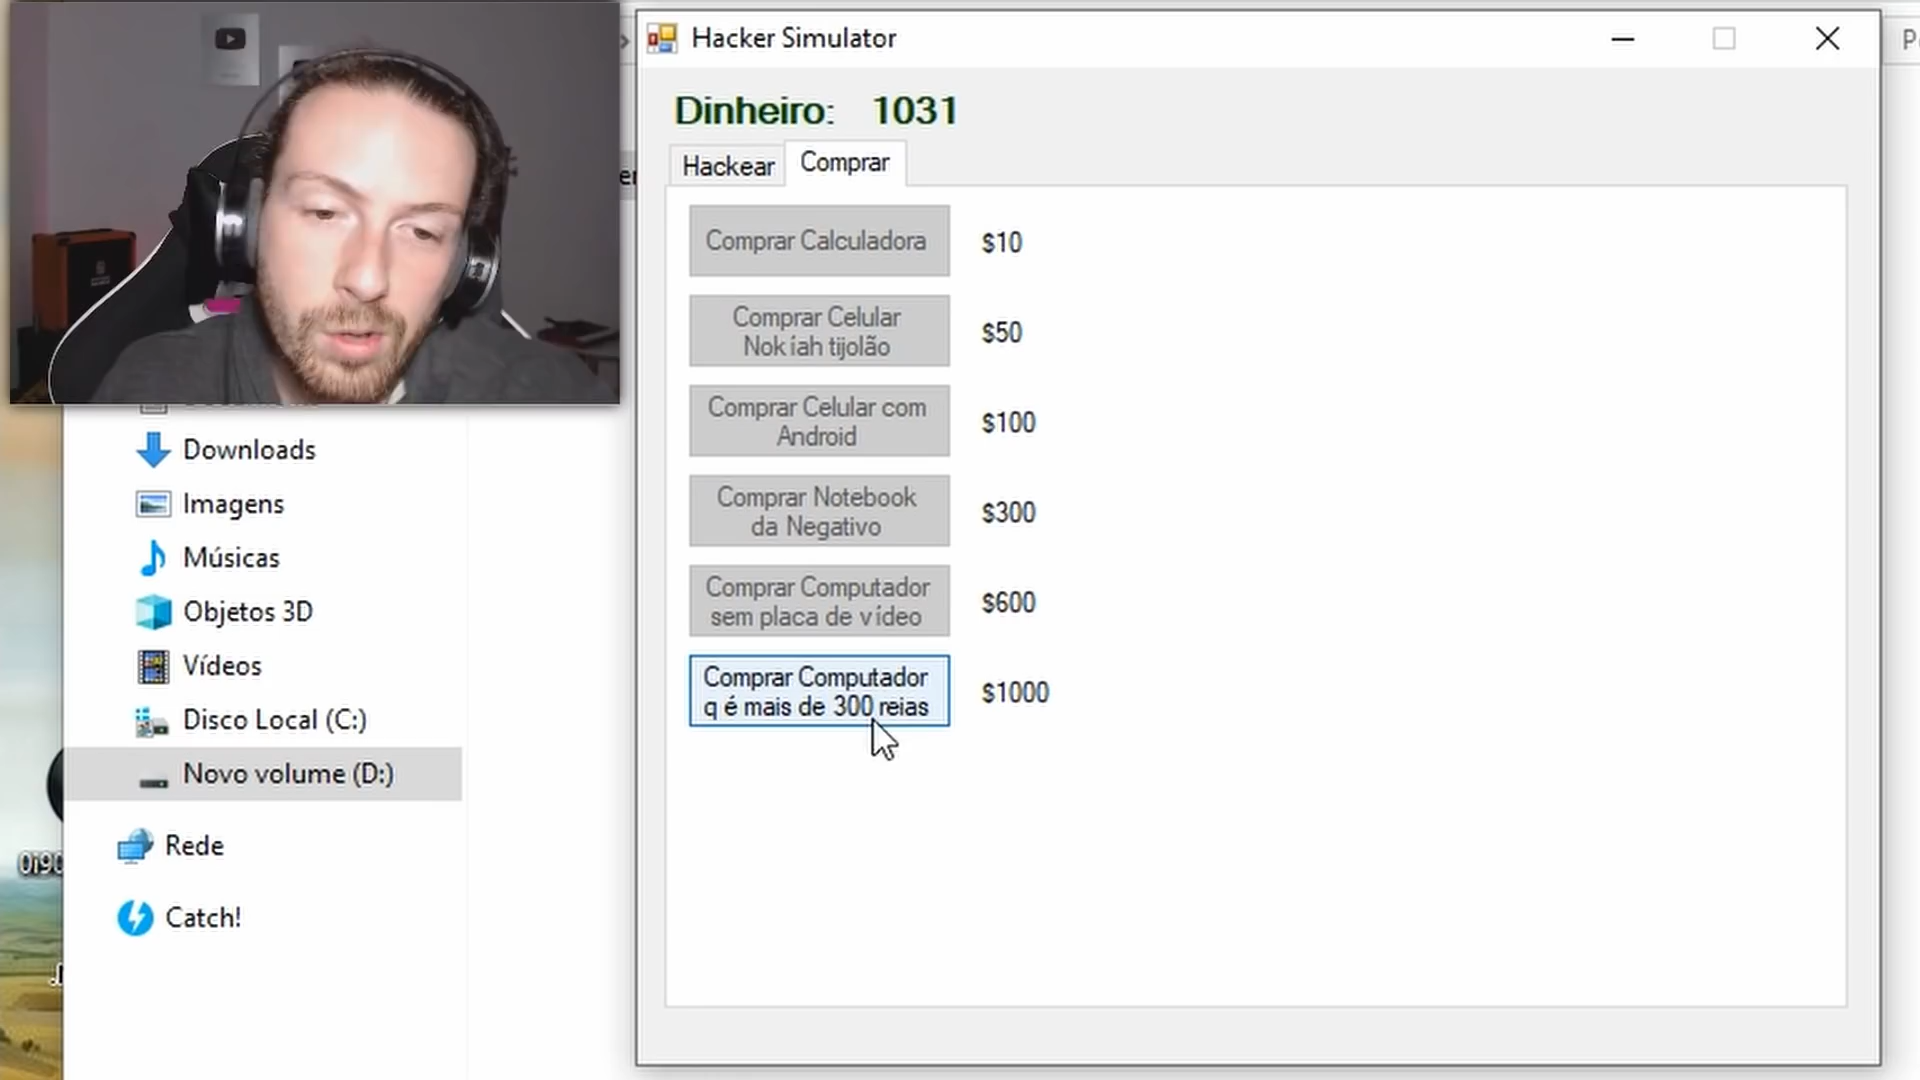 Hacker Simulator
Dinheiro: 1031
Hackear
Comprar
Comprar Calculadora
$10
Comprar Celular
Nokíah tijolão
$50
Comprar Celular com
Android
$100
Comprar Notebook
da Negativo
$300
Comprar Computador
sem placa de vídeo
$600
Comprar Computador
q é mais de 300 reias
$1000
Downloads
Imagens
Músicas
Objetos 3D
Vídeos
Disco Local (C:)
Novo volume (D:)
Rede
Catch!